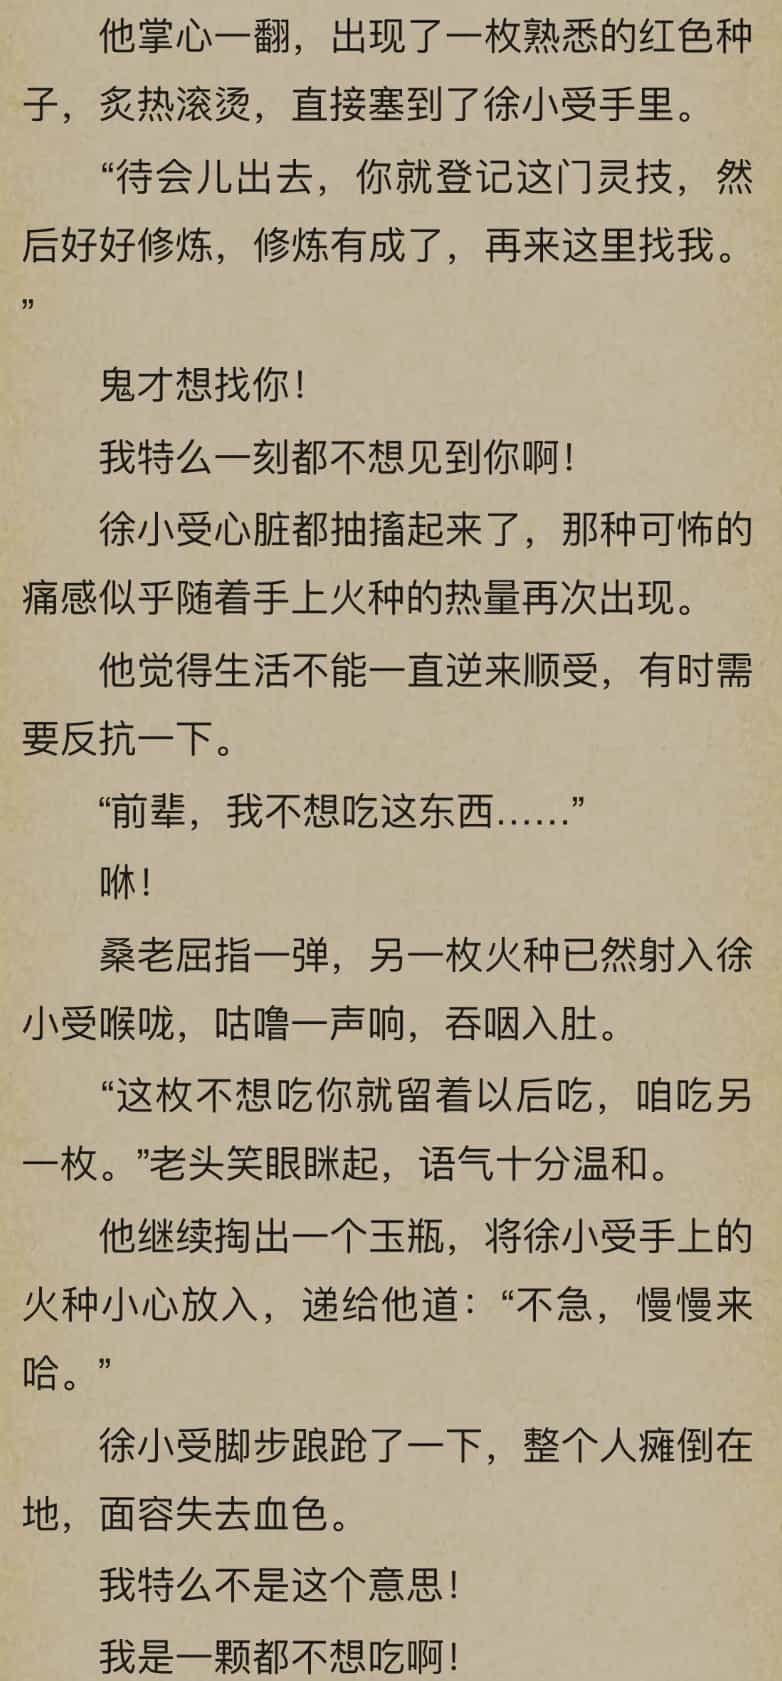 他掌心一翻，出现了一枚熟悉的红色种
子，炙热滚烫，直接塞到了徐小受手里。
“待会儿出去，你就登记这门灵技，然
后好好修炼，修炼有成了，再来这里找我。
”
鬼才想找你！
我特么一刻都不想见到你啊！
徐小受心脏都抽搐起来了，那种可怖的
痛感似乎随着手上火种的热量再次出现。
他觉得生活不能一直逆来顺受，有时需
要反抗一下。
“前辈，我不想吃这东西……”
咻！
桑老屈指一弹，另一枚火种已然射入徐
小受喉咙，咕噜一声响，吞咽入肚。
“这枚不想吃你就留着以后吃，咱吃另
一枚。”老头笑眼眯起，语气十分温和。
他继续掏出一个玉瓶，将徐小受手上的
火种小心放入，递给他道：“不急，慢慢来
哈。”
徐小受脚步踉跄了一下，整个人瘫倒在
地，面容失去血色。
我特么不是这个意思！
我是一颗都不想吃啊！